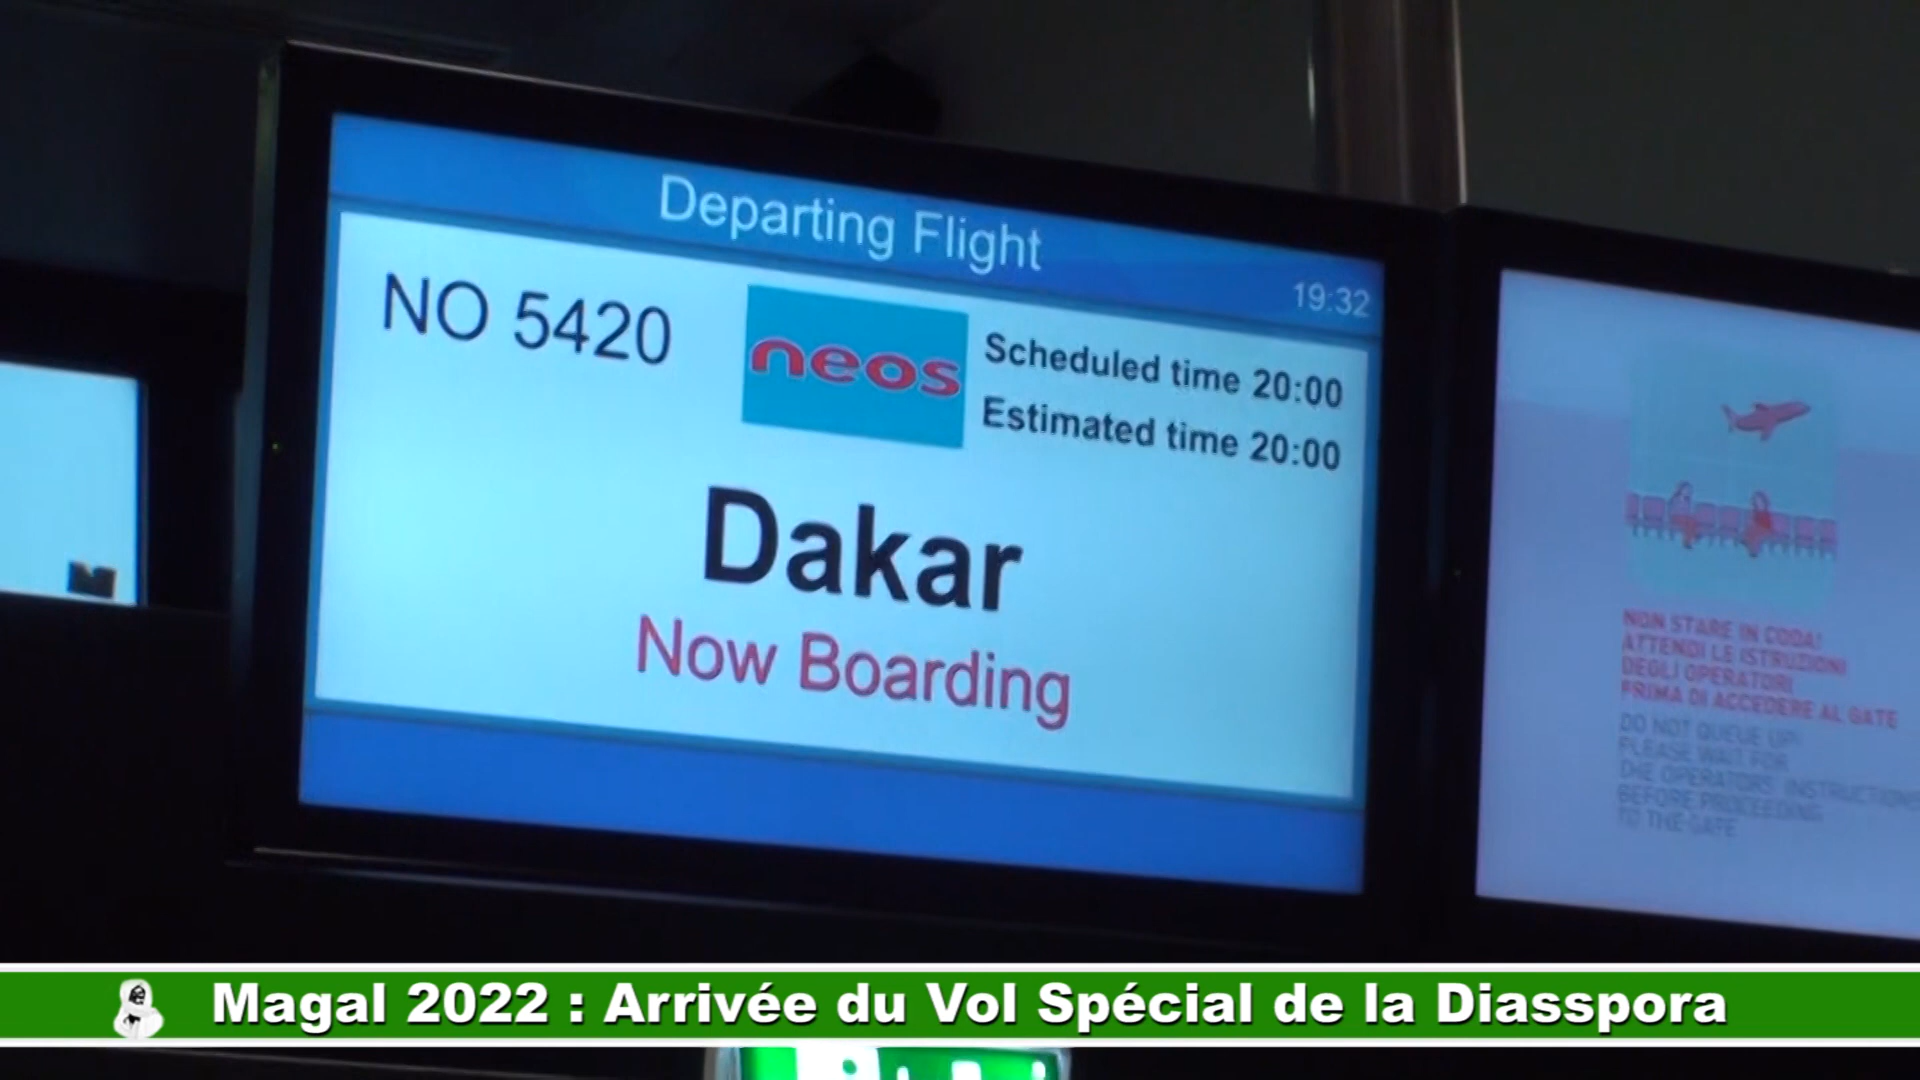 Departing Flight
19:32
NO 5420
neos
Scheduled time 20:00
Estimated time 20:00
Dakar
Now Boarding
NON STARE IN CODA!
ATTENDI LE ISTRUZIONI
DEGLI OPERATORI
PRIMA DI ACCEDERE AL GATE
DO NOT QUEUE UP!
PLEASE WAIT FOR
THE OPERATORS' INSTRUCTIONS
BEFORE PROCEEDING
TO THE GATE
Magal 2022 : Arrivée du Vol Spécial de la Diasspora